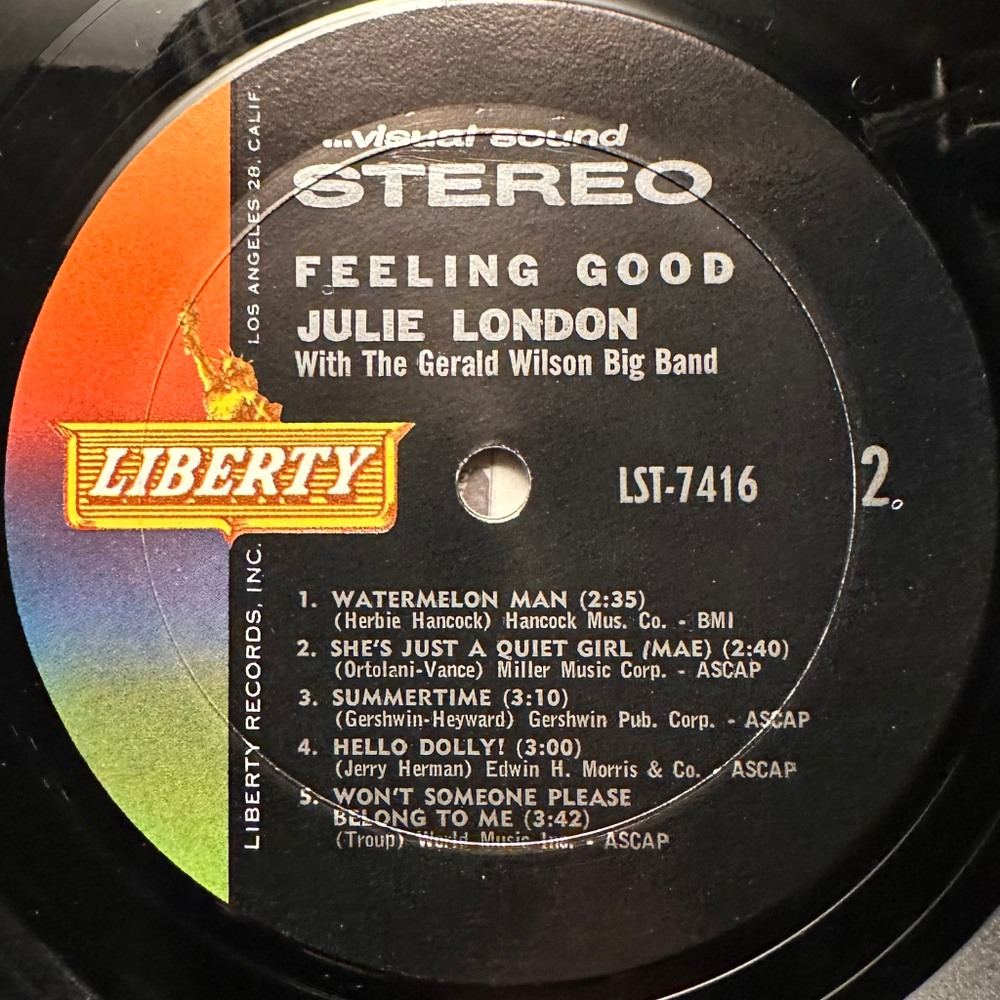 ...visual sound
STEREO
FEELING GOOD
JULIE LONDON
With The Gerald Wilson Big Band
LIBERTY
LST-7416
2.
1. WATERMELON MAN (2:35)
(Herbie Hancock) Hancock Mus. Co. - BMI
2. SHE'S JUST A QUIET GIRL (MAE) (2:40)
(Ortolani-Vance) Miller Music Corp. - ASCAP
3. SUMMERTIME (3:10)
(Gershwin-Heyward) Gershwin Pub. Corp. - ASCAP
4. HELLO DOLLY! (3:00)
(Jerry Herman) Edwin H. Morris & Co. - ASCAP
5. WON'T SOMEONE PLEASE
BELONG TO ME (3:42)
(Troup) World Music Inc. - ASCAP
LIBERTY RECORDS, INC.
LOS ANGELES 28, CALIF.